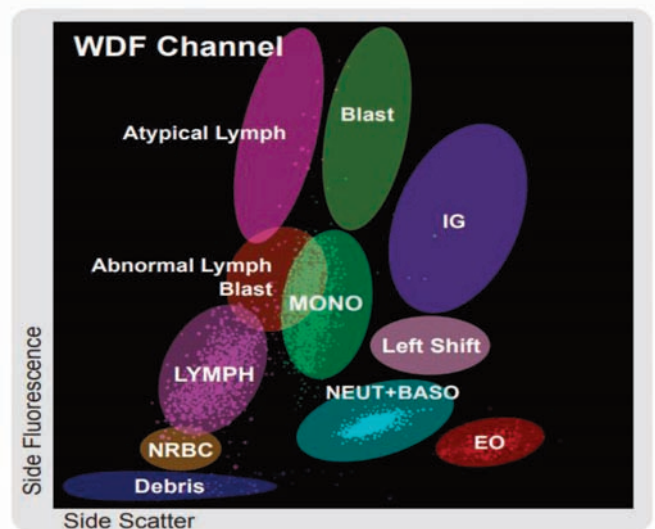 WDF Channel
Atypical Lymph
Blast
IG
Abnormal Lymph
Blast
MONO
Left Shift
LYMPH
NEUT+BASO
EO
NRBC
Debris
Side Fluorescence
Side Scatter